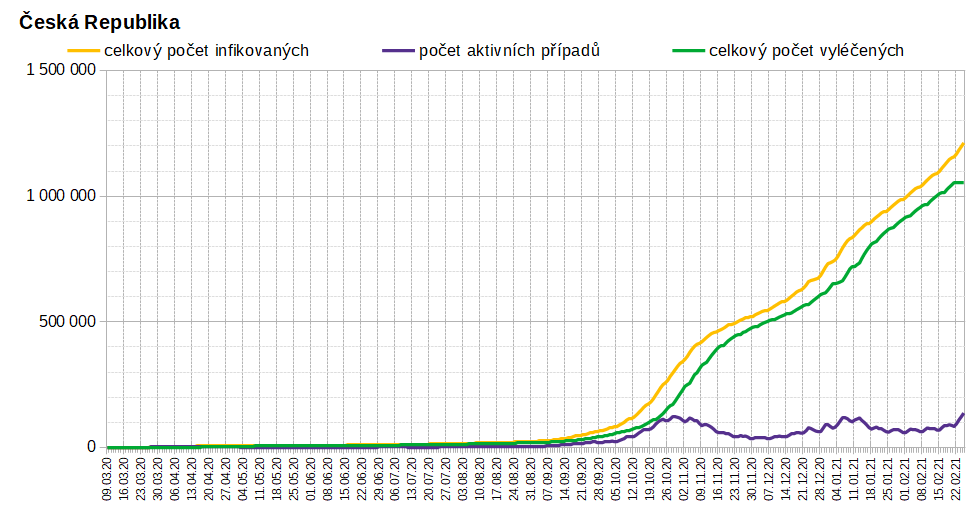 Česká Republika
celkový počet infikovaných počet aktivních případů celkový počet vyléčených
1 500 000
1 000 000
500 000
0
09.03.20 16.03.20 23.03.20 30.03.20 06.04.20 13.04.20 20.04.20 27.04.20 04.05.20 11.05.20 18.05.20 25.05.20 01.06.20 08.06.20 15.06.20 22.06.20 29.06.20 06.07.20 13.07.20 20.07.20 27.07.20 03.08.20 10.08.20 17.08.20 24.08.20 31.08.20 07.09.20 14.09.20 21.09.20 28.09.20 05.10.20 12.10.20 19.10.20 26.10.20 02.11.20 09.11.20 16.11.20 23.11.20 30.11.20 07.12.20 14.12.20 21.12.20 28.12.20 04.01.21 11.01.21 18.01.21 25.01.21 01.02.21 08.02.21 15.02.21 22.02.21